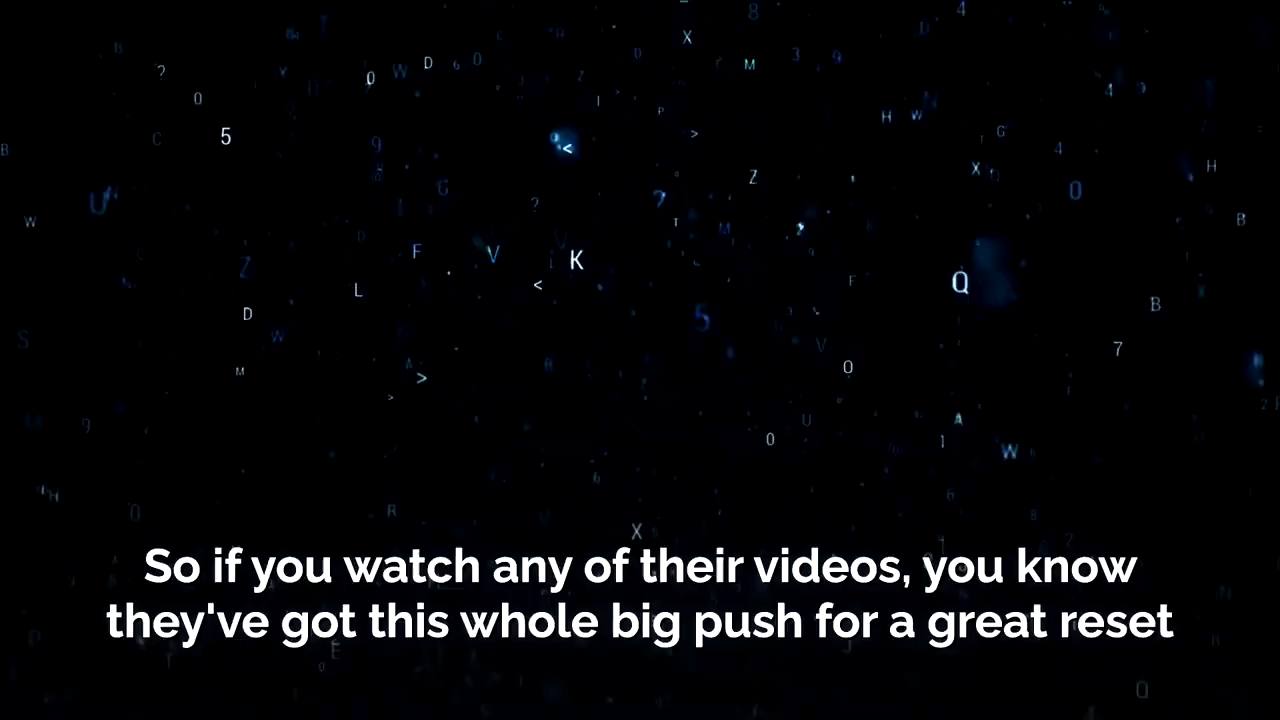 So if you watch any of their videos, you know
they've got this whole big push for a great reset